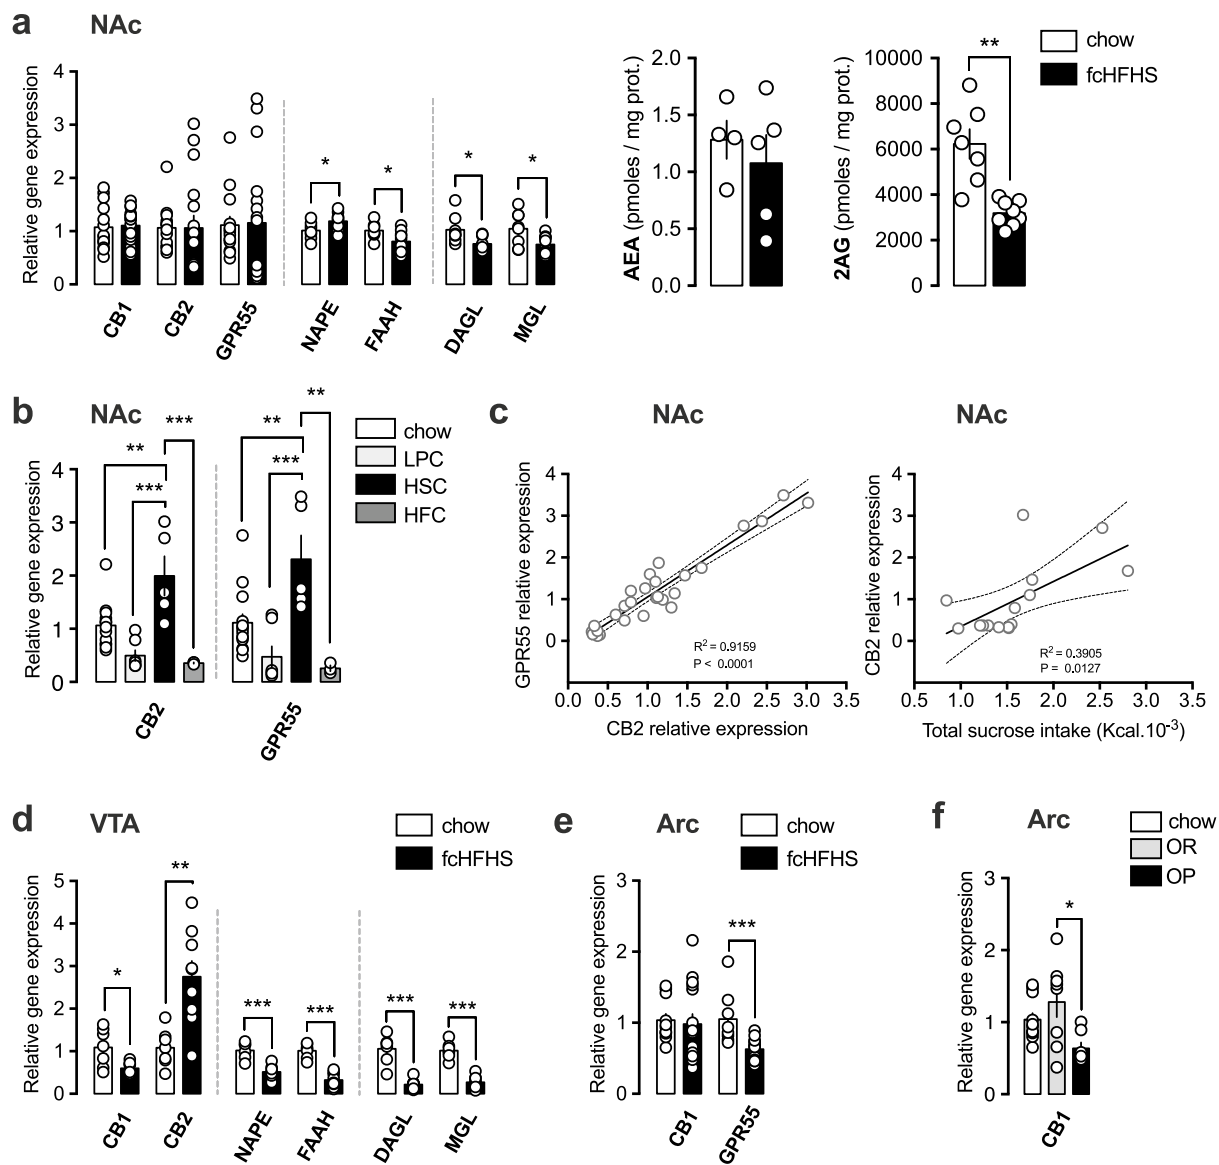 a NAc
Relative gene expression
4
3
2
1
0
* * * *
CB1 CB2 GPR55 NAPE FAAH DAGL MGL
AEA (pmoles / mg prot.)
2.0
1.5
1.0
0.5
0.0
2AG (pmoles / mg prot.)
10000
8000
6000
4000
2000
0
**
chow
fcHFHS
b NAc
Relative gene expression
4
3
2
1
0
** *** *** ** *** **
CB2 GPR55
chow
LPC
HSC
HFC
c NAc
GPR55 relative expression
4
3
2
1
0
R² = 0.9159
P < 0.0001
0.0 0.5 1.0 1.5 2.0 2.5 3.0 3.5
CB2 relative expression
NAc
CB2 relative expression
4
3
2
1
0
R² = 0.3905
P = 0.0127
0.5 1.0 1.5 2.0 2.5 3.0 3.5
Total sucrose intake (Kcal.10⁻³)
d VTA
chow
fcHFHS
Relative gene expression
5
4
3
2
1
0
* ** *** *** *** ***
CB1 CB2 NAPE FAAH DAGL MGL
e Arc
chow
fcHFHS
Relative gene expression
3
2
1
0
***
CB1 GPR55
f Arc
chow
OR
OP
Relative gene expression
3
2
1
0
*
CB1